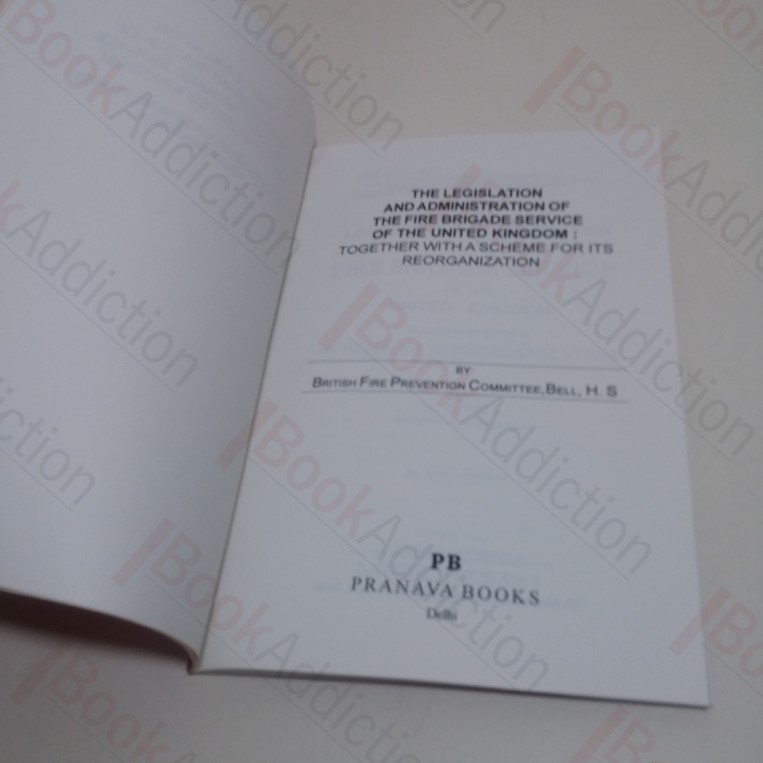 THE LEGISLATION
AND ADMINISTRATION OF
THE FIRE BRIGADE SERVICE
OF THE UNITED KINGDOM :
TOGETHER WITH A SCHEME FOR ITS
REORGANIZATION
BY
BRITISH FIRE PREVENTION COMMITTEE, BELL, H. S
PB
PRANAVA BOOKS
Delhi
BookAddiction